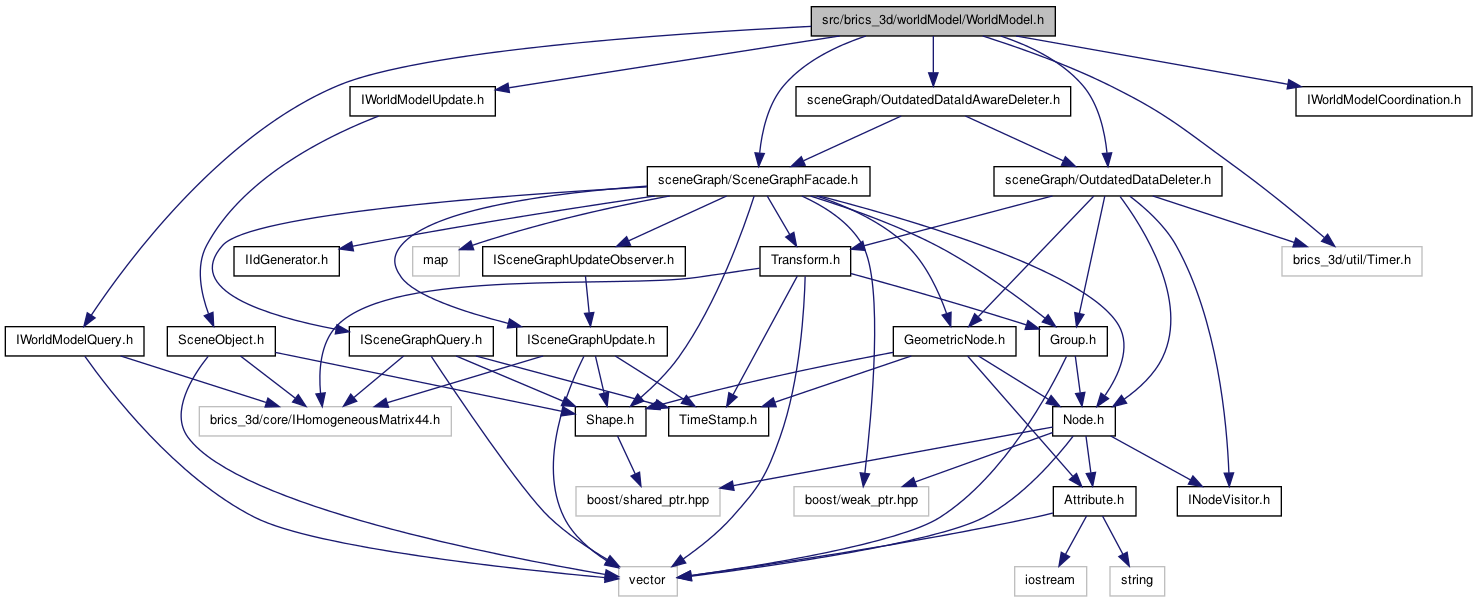 src/brics_3d/worldModel/WorldModel.h
IWorldModelUpdate.h
sceneGraph/OutdatedDataIdAwareDeleter.h
IWorldModelCoordination.h
sceneGraph/SceneGraphFacade.h
sceneGraph/OutdatedDataDeleter.h
IIdGenerator.h
map
ISceneGraphUpdateObserver.h
Transform.h
brics_3d/util/Timer.h
IWorldModelQuery.h
SceneObject.h
ISceneGraphQuery.h
ISceneGraphUpdate.h
GeometricNode.h
Group.h
brics_3d/core/IHomogeneousMatrix44.h
Shape.h
TimeStamp.h
Node.h
boost/shared_ptr.hpp
boost/weak_ptr.hpp
Attribute.h
INodeVisitor.h
vector
iostream
string